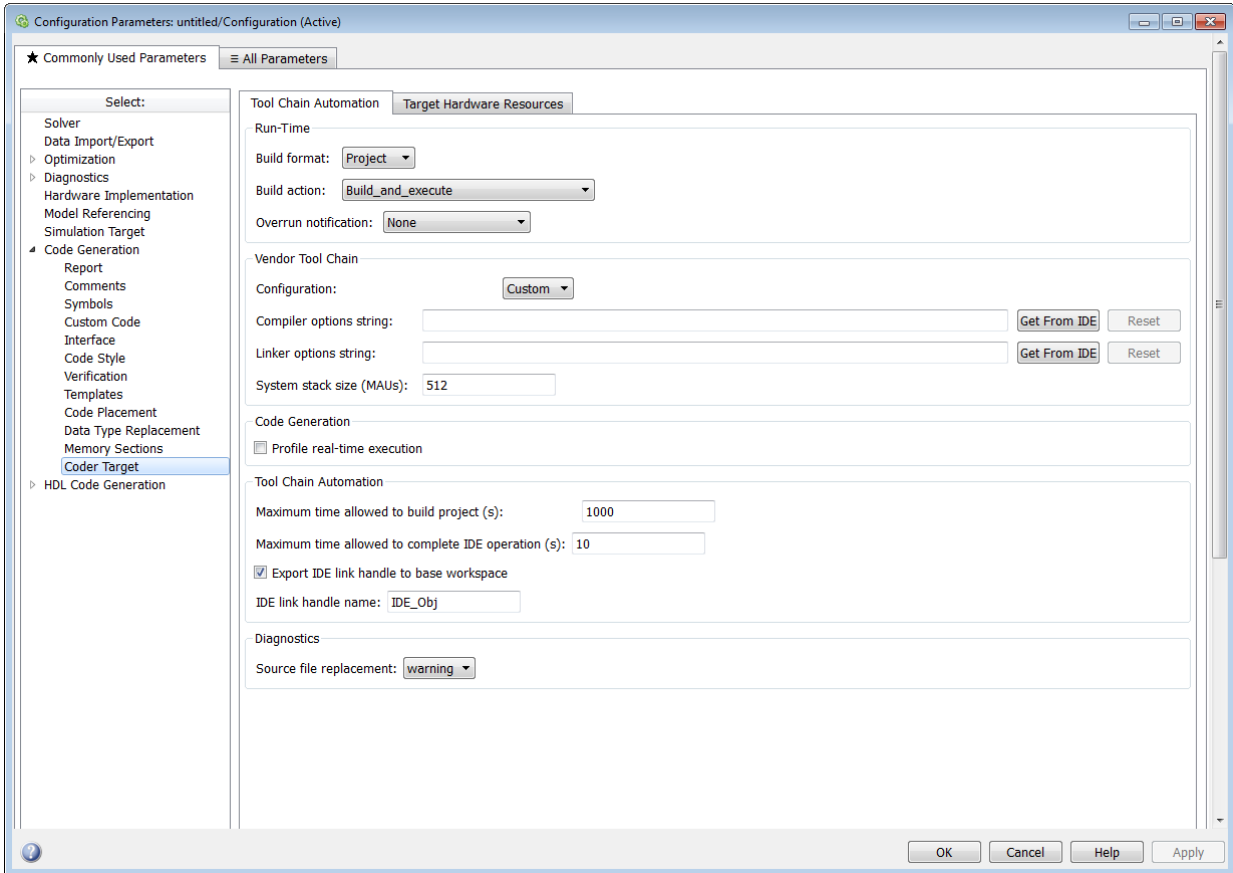 Configuration Parameters: untitled/Configuration (Active)
★ Commonly Used Parameters
≡ All Parameters
Select:
Solver
Data Import/Export
Optimization
Diagnostics
Hardware Implementation
Model Referencing
Simulation Target
Code Generation
Report
Comments
Symbols
Custom Code
Interface
Code Style
Verification
Templates
Code Placement
Data Type Replacement
Memory Sections
Coder Target
HDL Code Generation
Tool Chain Automation
Target Hardware Resources
Run-Time
Build format: Project
Build action: Build_and_execute
Overrun notification: None
Vendor Tool Chain
Configuration: Custom
Compiler options string: Get From IDE Reset
Linker options string: Get From IDE Reset
System stack size (MAUs): 512
Code Generation
Profile real-time execution
Tool Chain Automation
Maximum time allowed to build project (s): 1000
Maximum time allowed to complete IDE operation (s): 10
Export IDE link handle to base workspace
IDE link handle name: IDE_Obj
Diagnostics
Source file replacement: warning
OK Cancel Help Apply